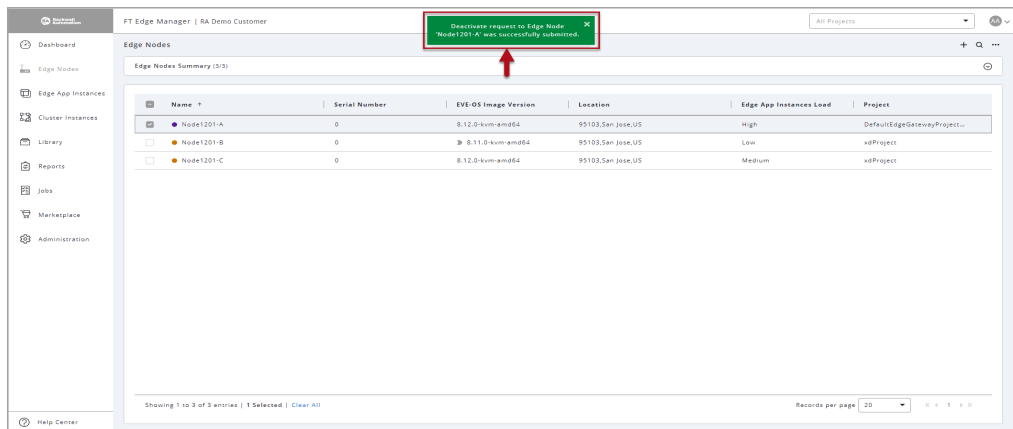 Rockwell Automation
FT Edge Manager | RA Demo Customer
Deactivate request to Edge Node
'Node1201-A' was successfully submitted.
All Projects
AA
Dashboard
Edge Nodes
Edge App Instances
Cluster Instances
Library
Reports
Jobs
Marketplace
Administration
Help Center
Edge Nodes
Edge Nodes Summary (3/3)
Name ↑ | Serial Number | EVE-OS Image Version | Location | Edge App Instances Load | Project
Node1201-A 0 8.12.0-kvm-amd64 95103,San Jose,US High DefaultEdgeGatewayProject...
Node1201-B 0 8.11.0-kvm-amd64 95103,San Jose,US Low xdProject
Node1201-C 0 8.12.0-kvm-amd64 95103,San Jose,US Medium xdProject
Showing 1 to 3 of 3 entries | 1 Selected | Clear All
Records per page 20 1